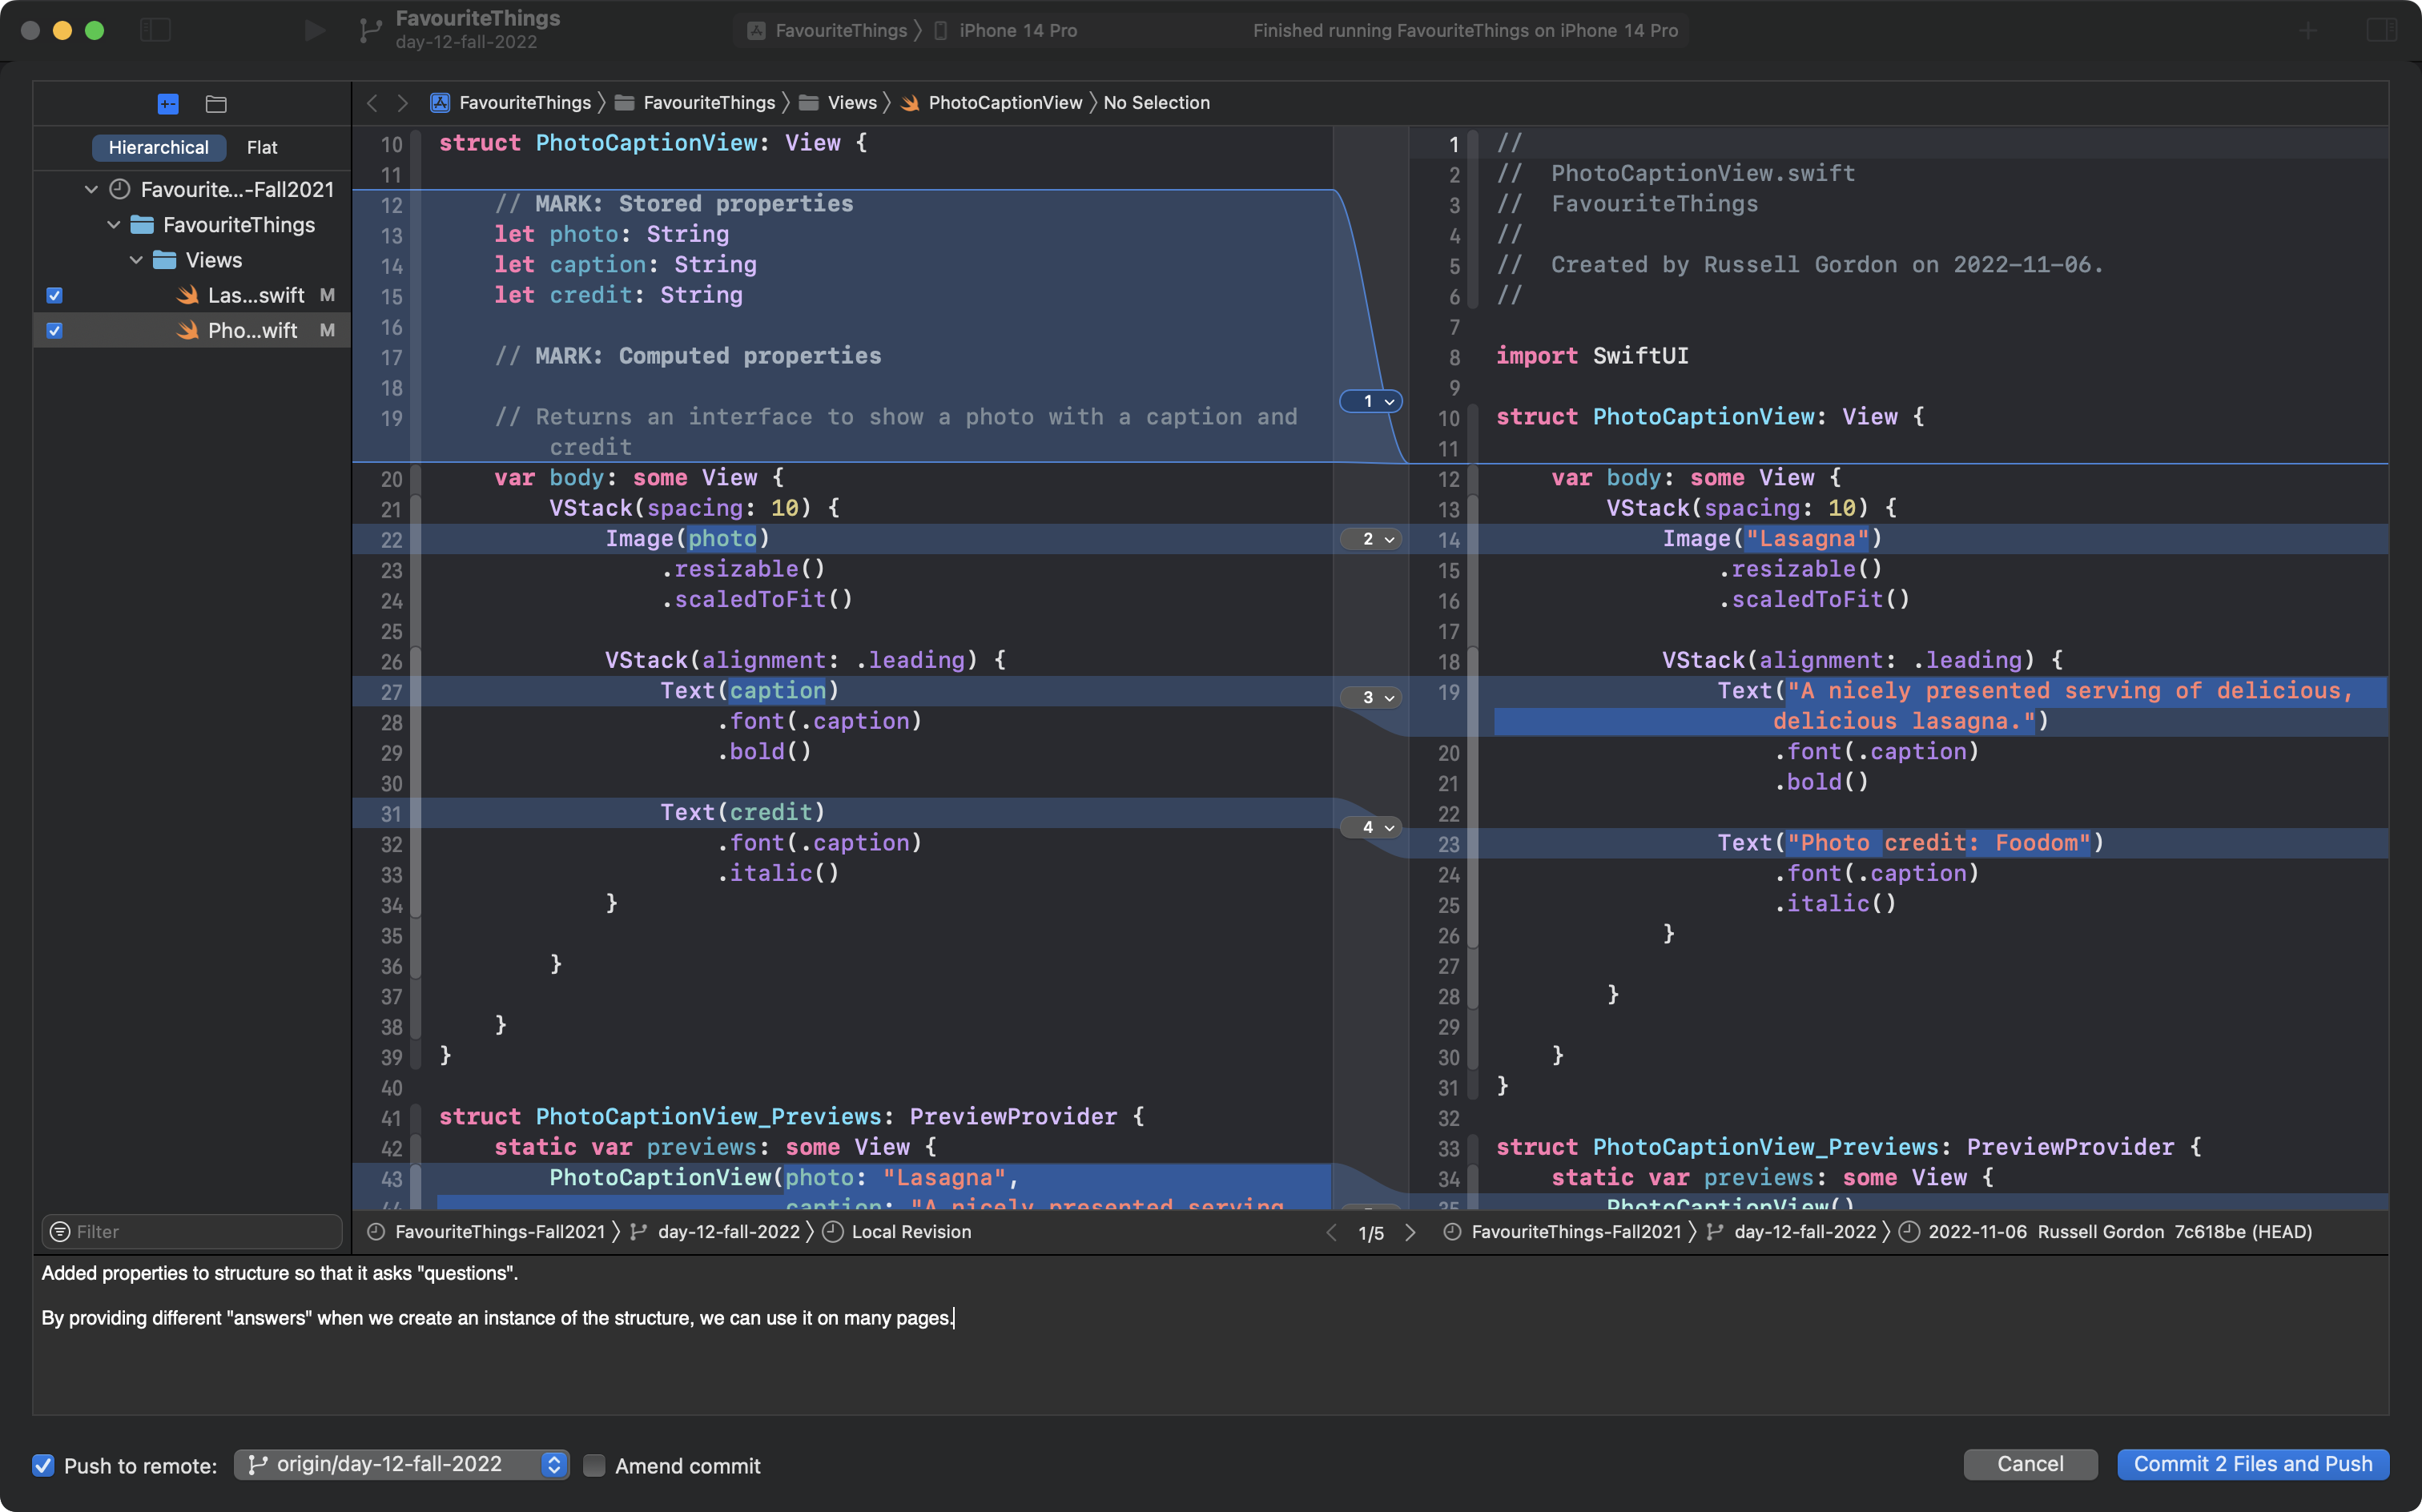 FavouriteThings
day-12-fall-2022
FavouriteThings
iPhone 14 Pro
Finished running FavouriteThings on iPhone 14 Pro
FavouriteThings
FavouriteThings
Views
PhotoCaptionView
No Selection
Hierarchical
Flat
Favourite...-Fall2021
FavouriteThings
Views
Las...swift M
Pho...wift M
Filter
10 struct PhotoCaptionView: View {
11
12 // MARK: Stored properties
13 let photo: String
14 let caption: String
15 let credit: String
16
17 // MARK: Computed properties
18
19 // Returns an interface to show a photo with a caption and
credit
20 var body: some View {
21 VStack(spacing: 10) {
22 Image(photo)
23 .resizable()
24 .scaledToFit()
25
26 VStack(alignment: .leading) {
27 Text(caption)
28 .font(.caption)
29 .bold()
30
31 Text(credit)
32 .font(.caption)
33 .italic()
34 }
35
36 }
37
38 }
39 }
40
41 struct PhotoCaptionView_Previews: PreviewProvider {
42 static var previews: some View {
43 PhotoCaptionView(photo: "Lasagna",
44 caption: "A nicely presented serving
1
2
3
4
1 //
2 // PhotoCaptionView.swift
3 // FavouriteThings
4 //
5 // Created by Russell Gordon on 2022-11-06.
6 //
7
8 import SwiftUI
9
10 struct PhotoCaptionView: View {
11
12 var body: some View {
13 VStack(spacing: 10) {
14 Image("Lasagna")
15 .resizable()
16 .scaledToFit()
17
18 VStack(alignment: .leading) {
19 Text("A nicely presented serving of delicious,
delicious lasagna.")
20 .font(.caption)
21 .bold()
22
23 Text("Photo credit: Foodom")
24 .font(.caption)
25 .italic()
26 }
27
28 }
29
30 }
31 }
32
33 struct PhotoCaptionView_Previews: PreviewProvider {
34 static var previews: some View {
35 PhotoCaptionView()
FavouriteThings-Fall2021
day-12-fall-2022
Local Revision
1/5
FavouriteThings-Fall2021
day-12-fall-2022
2022-11-06 Russell Gordon 7c618be (HEAD)
Added properties to structure so that it asks "questions".
By providing different "answers" when we create an instance of the structure, we can use it on many pages.
Push to remote:
origin/day-12-fall-2022
Amend commit
Cancel
Commit 2 Files and Push